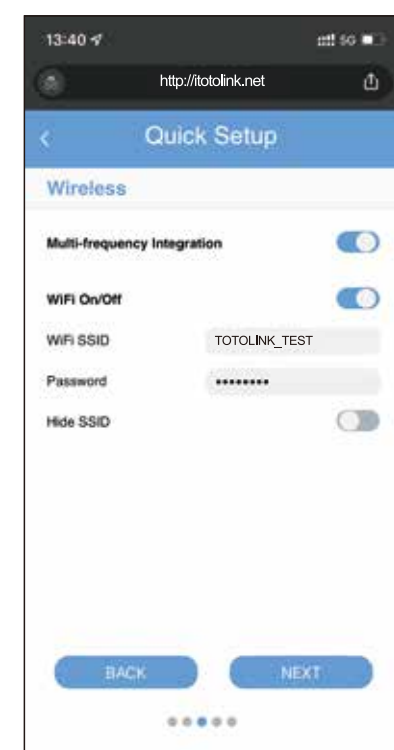 13:40
5G
http://itotolink.net
Quick Setup
Wireless
Multi-frequency Integration
WiFi On/Off
WiFi SSID TOTOLINK_TEST
Password ••••••••
Hide SSID
BACK NEXT